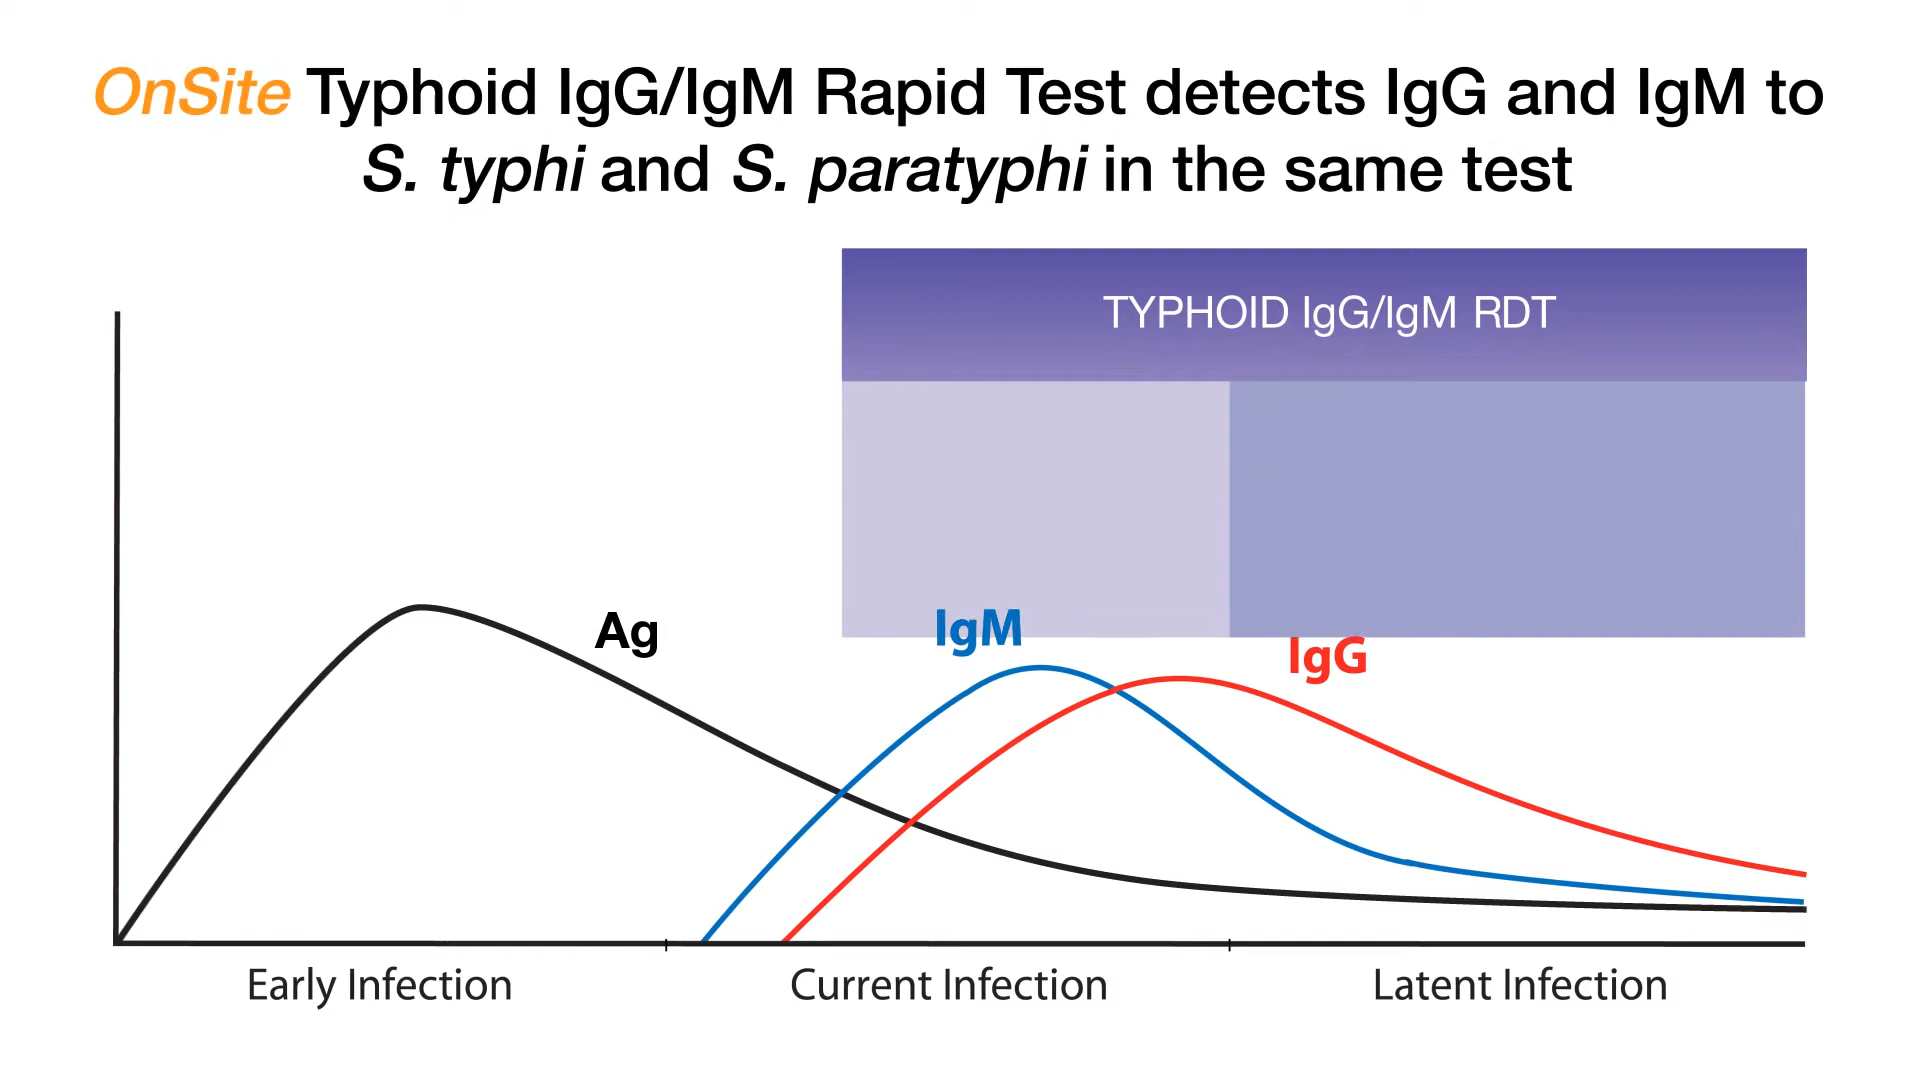 OnSite Typhoid IgG/IgM Rapid Test detects IgG and IgM to
S. typhi and S. paratyphi in the same test
TYPHOID IgG/IgM RDT
Ag
IgM
IgG
Early Infection
Current Infection
Latent Infection